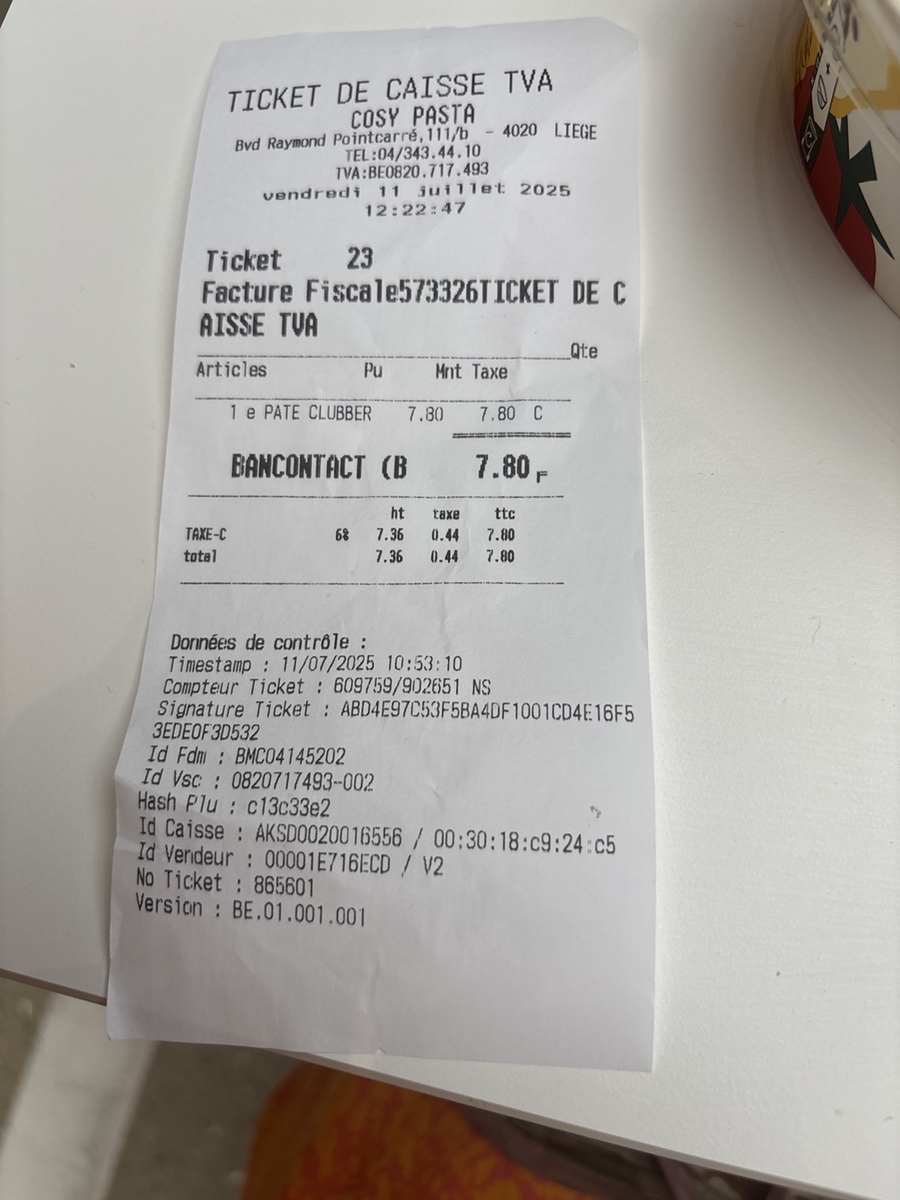 TICKET DE CAISSE TVA
COSY PASTA
Bvd Raymond Pointcarré,111/b - 4020 LIEGE
TEL:04/343.44.10
TVA:BE0820.717.493
vendredi 11 juillet 2025
12:22:47
Ticket 23
Facture Fiscale573326TICKET DE C
AISSE TVA
Qte
Articles Pu Mnt Taxe
1 e PATE CLUBBER 7.80 7.80 C
BANCONTACT (B 7.80 F
ht taxe ttc
TAXE-C 6% 7.36 0.44 7.80
total 7.36 0.44 7.80
Données de contrôle :
Timestamp : 11/07/2025 10:53:10
Compteur Ticket : 609759/902651 NS
Signature Ticket : ABD4E97C53F5BA4DF1001CD4E16F5
3EDE0F3D532
Id Fdm : BMC04145202
Id Vsc : 0820717493-002
Hash Plu : c13c33e2
Id Caisse : AKSD0020016556 / 00:30:18:c9:24:c5
Id Vendeur : 00001E716ECD / V2
No Ticket : 865601
Version : BE.01.001.001